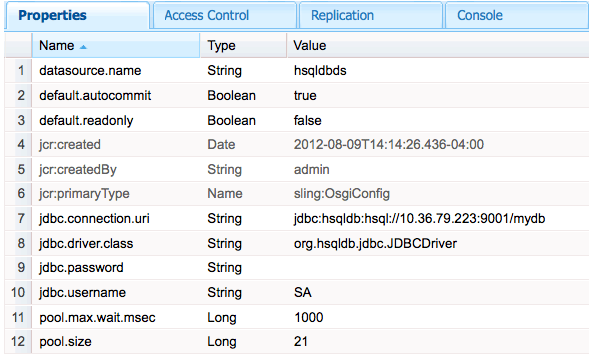 Properties Access Control Replication Console
Name Type Value
1 datasource.name String hsqldbds
2 default.autocommit Boolean true
3 default.readonly Boolean false
4 jcr:created Date 2012-08-09T14:14:26.436-04:00
5 jcr:createdBy String admin
6 jcr:primaryType Name sling:OsgiConfig
7 jdbc.connection.uri String jdbc:hsqldb:hsql://10.36.79.223:9001/mydb
8 jdbc.driver.class String org.hsqldb.jdbc.JDBCDriver
9 jdbc.password String
10 jdbc.username String SA
11 pool.max.wait.msec Long 1000
12 pool.size Long 21